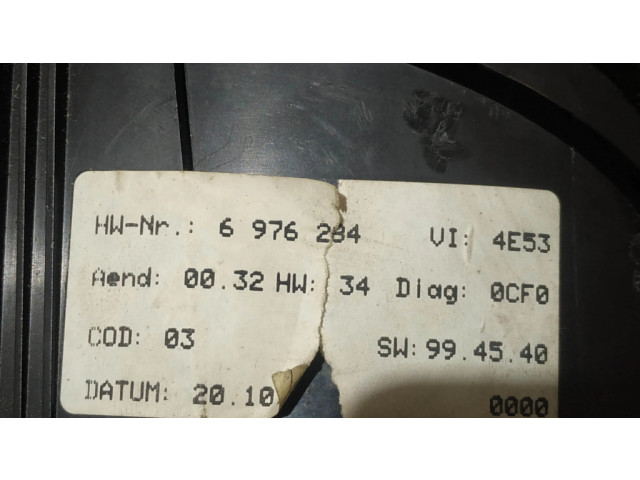 HW-Nr.: 6 976 284 VI: 4E53
Aend: 00.32 HW: 34 Diag: 0CF0
COD: 03 SW: 99.45.40
DATUM: 20.10 0000